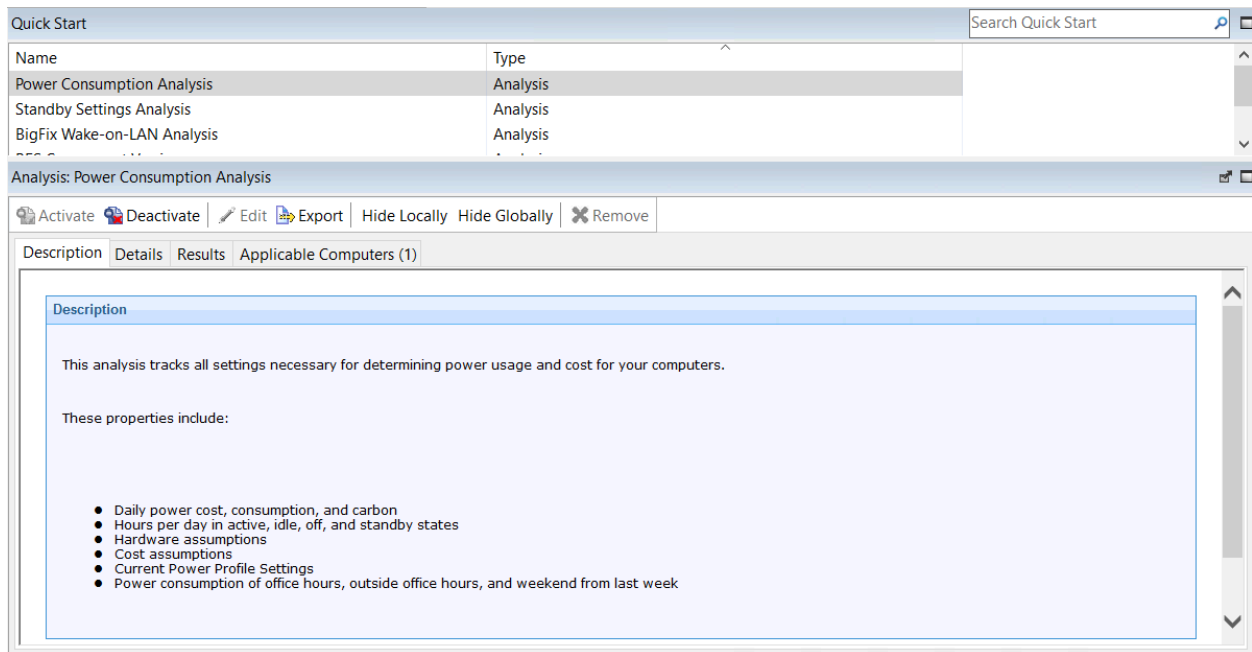 Quick Start Search Quick Start
Name Type
Power Consumption Analysis Analysis
Standby Settings Analysis Analysis
BigFix Wake-on-LAN Analysis Analysis
Analysis: Power Consumption Analysis
Activate Deactivate Edit Export Hide Locally Hide Globally Remove
Description Details Results Applicable Computers (1)
Description
This analysis tracks all settings necessary for determining power usage and cost for your computers.
These properties include:
● Daily power cost, consumption, and carbon
● Hours per day in active, idle, off, and standby states
● Hardware assumptions
● Cost assumptions
● Current Power Profile Settings
● Power consumption of office hours, outside office hours, and weekend from last week